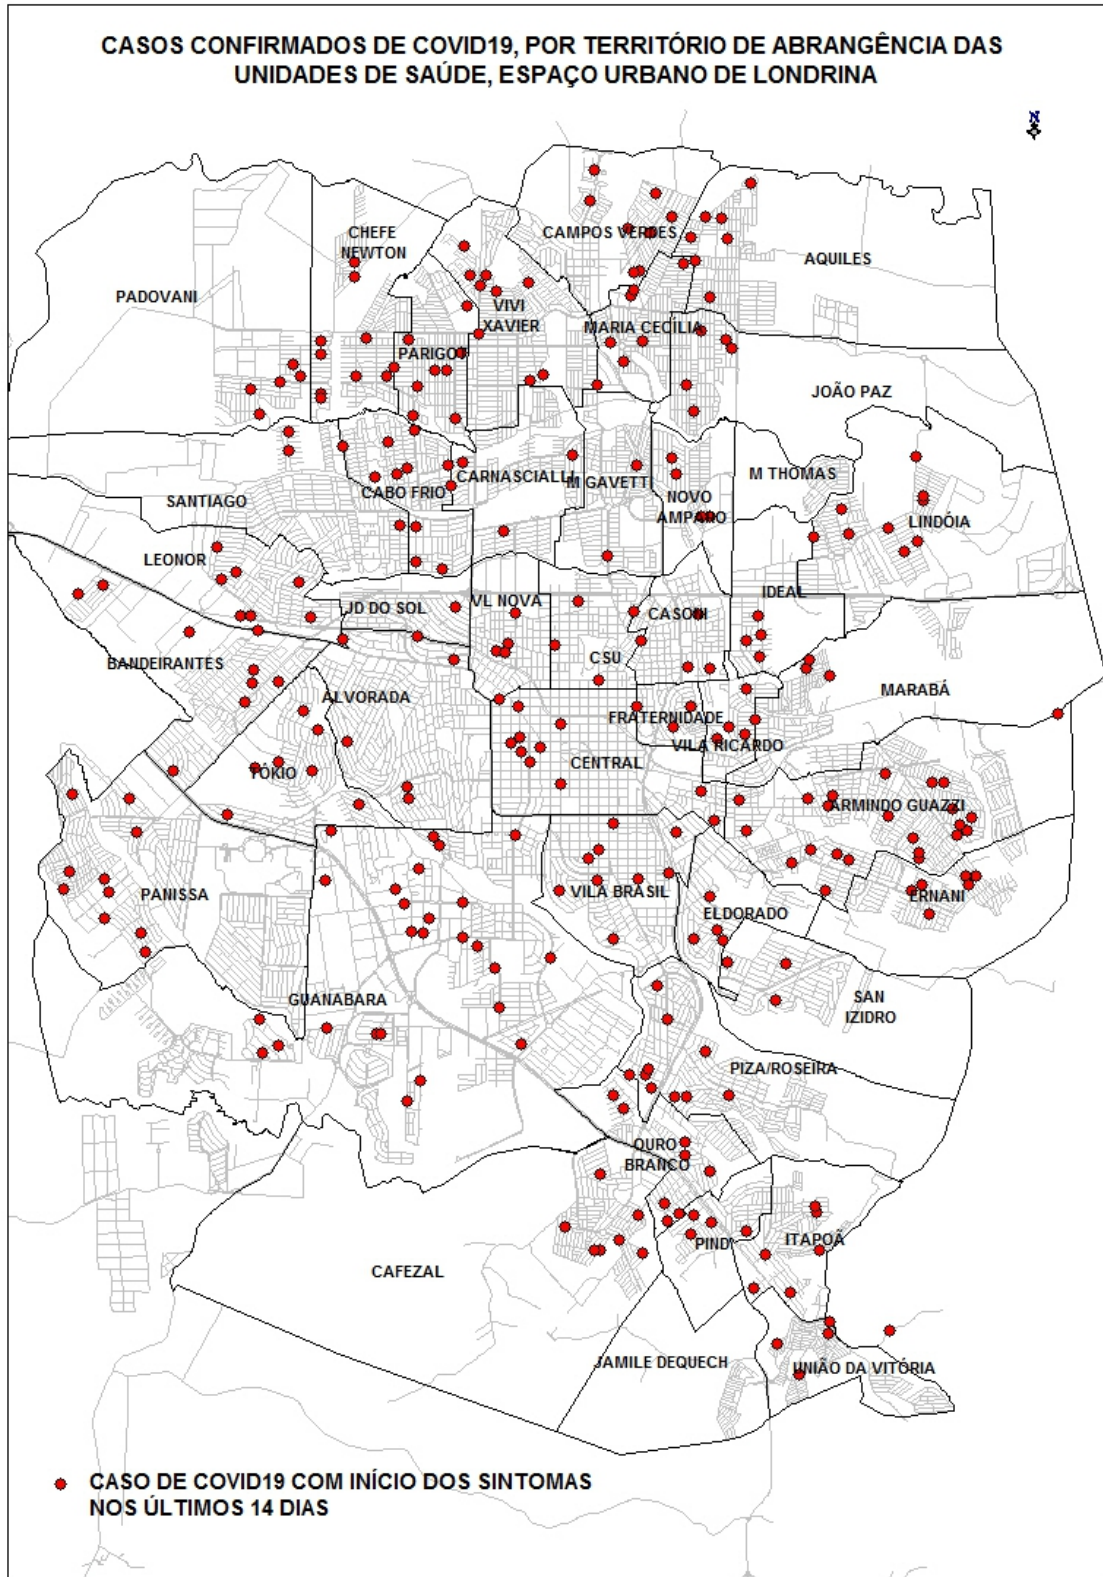 CASOS CONFIRMADOS DE COVID19, POR TERRITÓRIO DE ABRANGÊNCIA DAS
UNIDADES DE SAÚDE, ESPAÇO URBANO DE LONDRINA
N
CHEFE
NEWTON
CAMPOS VERDES
AQUILES
PADOVANI
VIVI
XAVIER
MARIA CECÍLIA
PARIGOT
JOÃO PAZ
CARNASCIALLI
M GAVETTI
M THOMAS
CABO FRIO
NOVO
AMPARO
SANTIAGO
LINDÓIA
LEONOR
IDEAL
JD DO SOL
VL NOVA
CASONI
BANDEIRANTES
CSU
MARABÁ
ALVORADA
FRATERNIDADE
VILA RICARDO
TÓKIO
CENTRAL
ARMINDO GUAZZI
PANISSA
VILA BRASIL
ERNANI
ELDORADO
GUANABARA
SAN
IZIDRO
PIZA/ROSEIRA
OURO
BRANCO
PIND
ITAPOÃ
CAFEZAL
JAMILE DEQUECH
UNIÃO DA VITÓRIA
CASO DE COVID19 COM INÍCIO DOS SINTOMAS
NOS ÚLTIMOS 14 DIAS